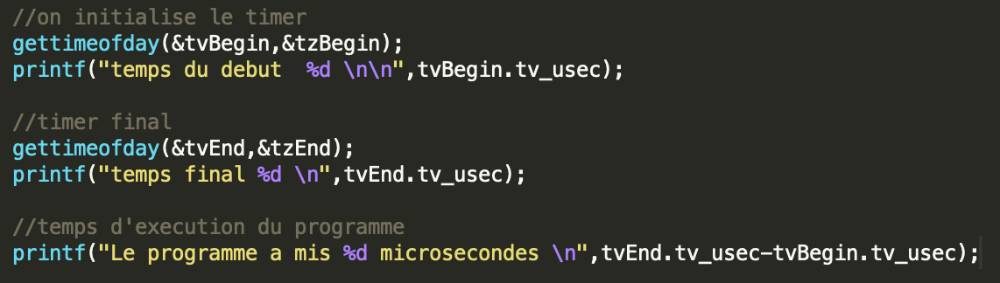 //on initialise le timer
gettimeofday(&tvBegin,&tzBegin);
printf("temps du debut  %d \n\n",tvBegin.tv_usec);
//timer final
gettimeofday(&tvEnd,&tzEnd);
printf("temps final %d \n",tvEnd.tv_usec);
//temps d'execution du programme
printf("Le programme a mis %d microsecondes \n",tvEnd.tv_usec-tvBegin.tv_usec);